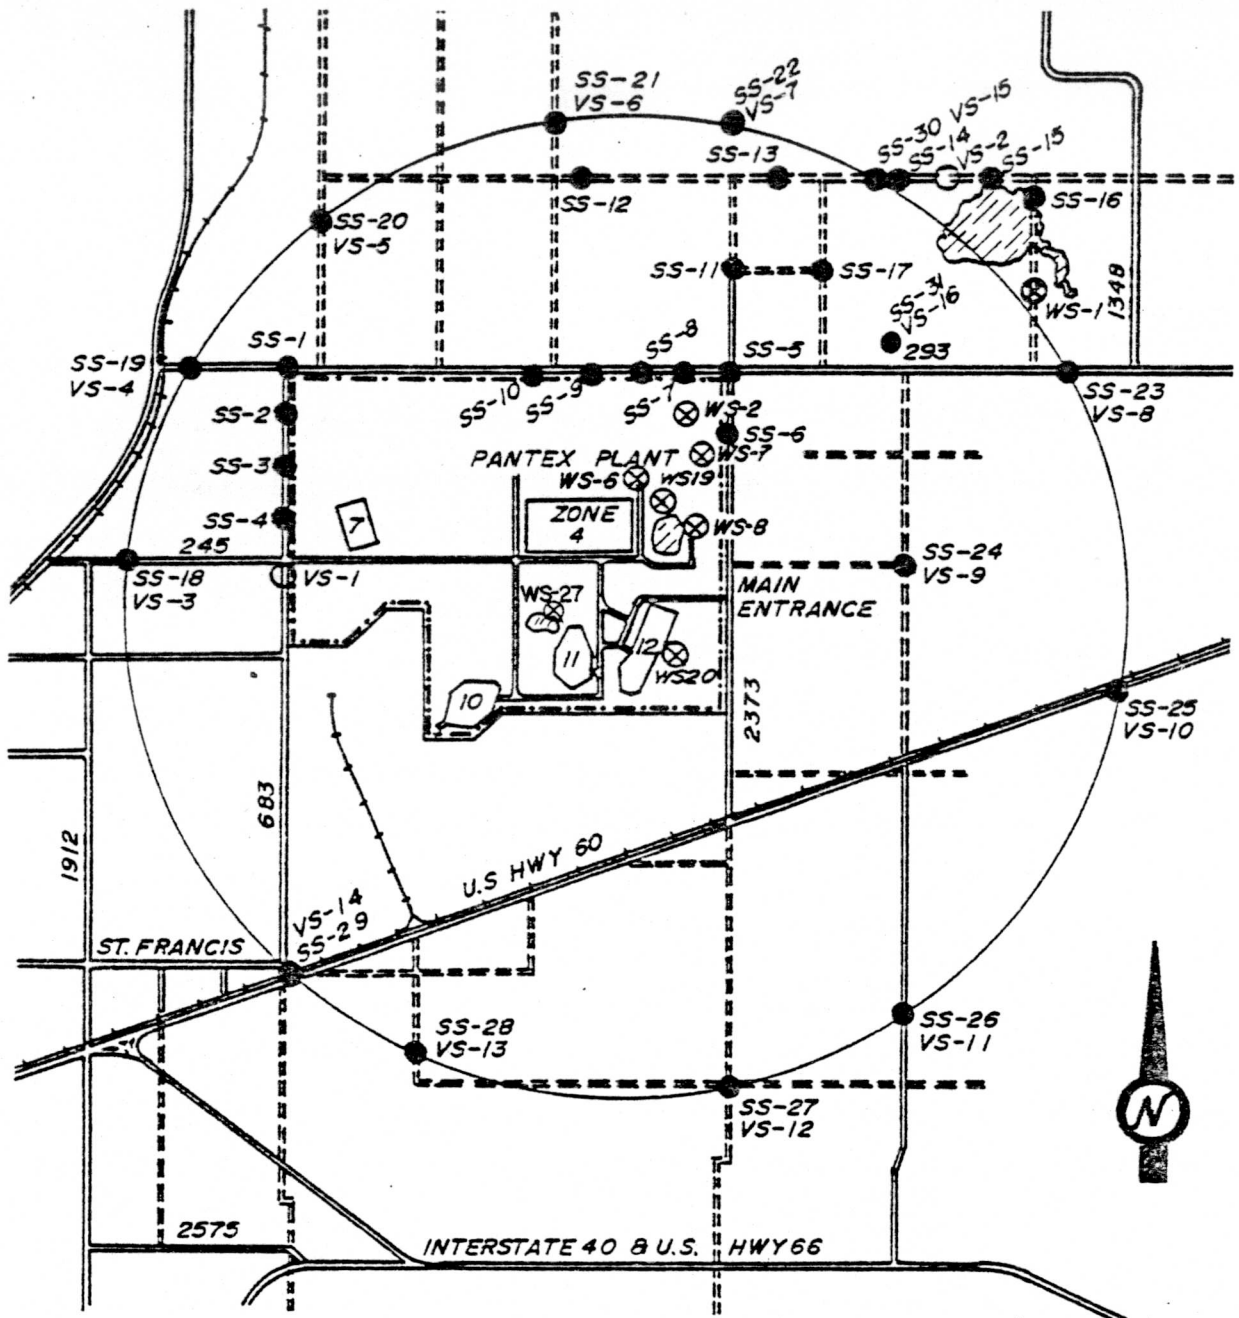 SS-21
VS-6
SS-22
VS-7
SS-30 VS-15
SS-14
VS-2
SS-15
SS-13
SS-12
SS-16
SS-20
VS-5
SS-11
SS-17
SS-31
VS-16
293
WS-1
1348
SS-19
VS-4
SS-1
SS-8
SS-5
SS-10
SS-9
SS-7
SS-23
VS-8
SS-2
WS-2
SS-6
SS-3
PANTEX PLANT
WS-7
WS-6
WS19
SS-4
7
ZONE
4
WS-8
245
SS-18
VS-3
VS-1
SS-24
VS-9
MAIN
ENTRANCE
WS-27
11
12
WS20
10
2373
SS-25
VS-10
683
1912
U.S HWY 60
VS-14
SS-29
ST. FRANCIS
SS-28
VS-13
SS-26
VS-11
SS-27
VS-12
N
2575
INTERSTATE 40 & U.S. HWY 66